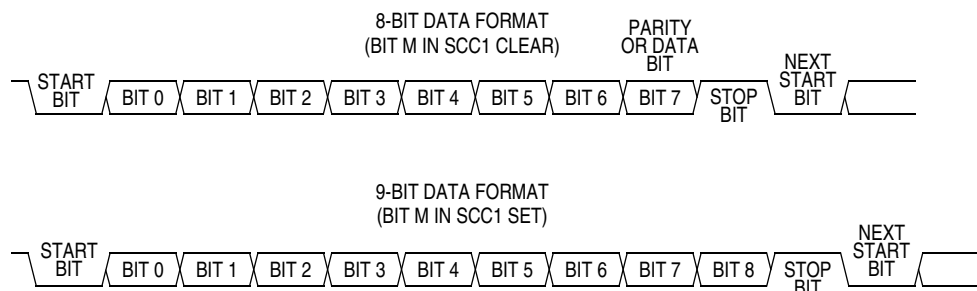 8-BIT DATA FORMAT
(BIT M IN SCC1 CLEAR)
PARITY
OR DATA
BIT
START
BIT
BIT 0
BIT 1
BIT 2
BIT 3
BIT 4
BIT 5
BIT 6
BIT 7
STOP
BIT
NEXT
START
BIT
9-BIT DATA FORMAT
(BIT M IN SCC1 SET)
START
BIT
BIT 0
BIT 1
BIT 2
BIT 3
BIT 4
BIT 5
BIT 6
BIT 7
BIT 8
STOP
BIT
NEXT
START
BIT